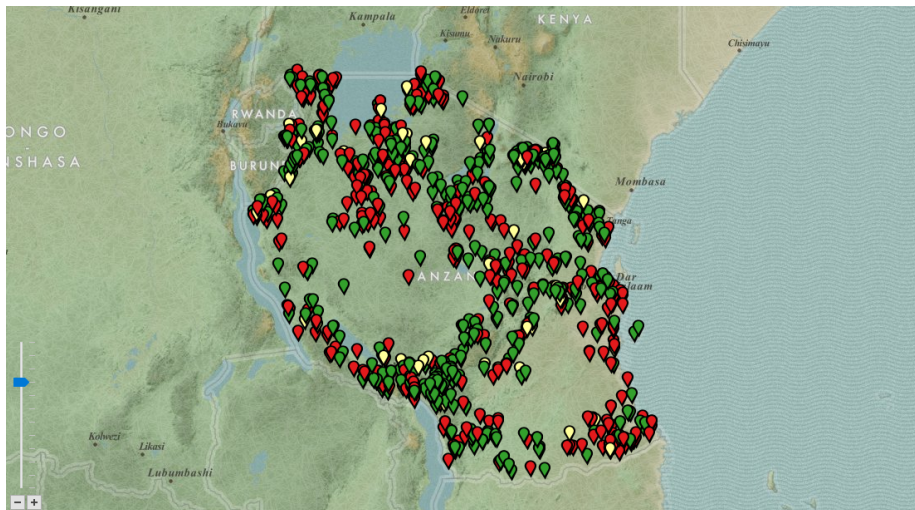 Kisangani
Kampala
Eldoret
KENYA
Kisumu
Nakuru
Chisimayu
Nairobi
RWANDA
Bukavu
ONGO
NSHASA
BURUN
Mombasa
Tanga
ANZAN
Dar
laam
Kolwezi
Likasi
Lubumbashi
− +